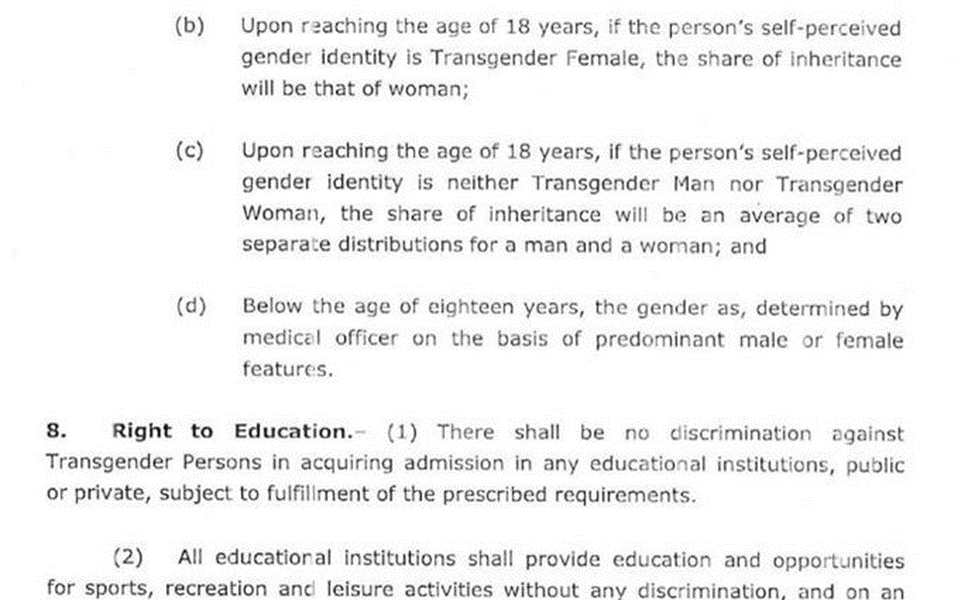 (b) Upon reaching the age of 18 years, if the person's self-perceived
gender identity is Transgender Female, the share of inheritance
will be that of woman;
(c) Upon reaching the age of 18 years, if the person's self-perceived
gender identity is neither Transgender Man nor Transgender
Woman, the share of inheritance will be an average of two
separate distributions for a man and a woman; and
(d) Below the age of eighteen years, the gender as, determined by
medical officer on the basis of predominant male or female
features.
8. Right to Education.- (1) There shall be no discrimination against
Transgender Persons in acquiring admission in any educational institutions, public
or private, subject to fulfillment of the prescribed requirements.
(2) All educational institutions shall provide education and opportunities
for sports, recreation and leisure activities without any discrimination, and on an